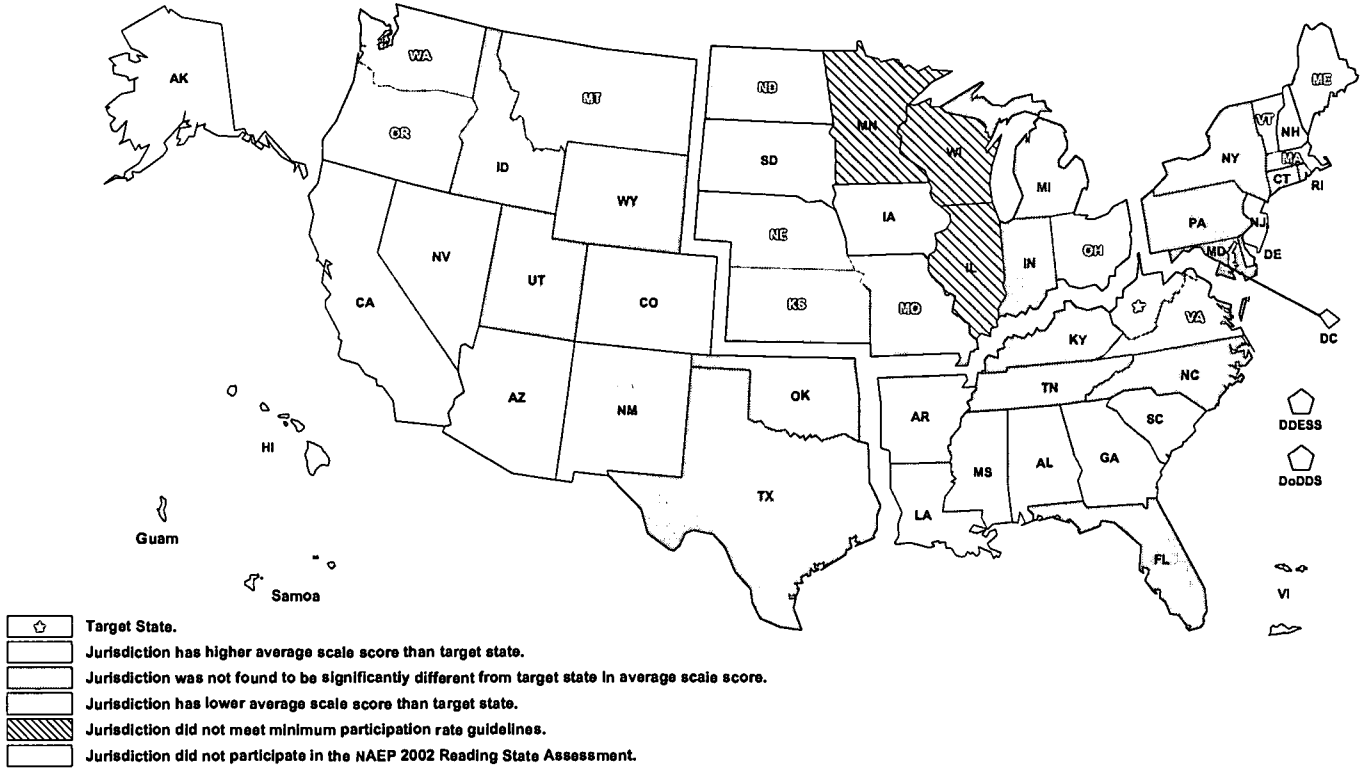 AK
WA
MT
ND
MN
WI
MI
ME
VT
NH
OR
ID
SD
NY
MA
CT
RI
WY
IA
PA
NJ
NE
IL
IN
OH
MD
DE
NV
UT
CO
KS
MO
VA
DC
CA
KY
AZ
NM
OK
AR
TN
NC
SC
DDESS
HI
TX
MS
AL
GA
DoDDS
LA
Guam
FL
Samoa
VI
Target State.
Jurisdiction has higher average scale score than target state.
Jurisdiction was not found to be significantly different from target state in average scale score.
Jurisdiction has lower average scale score than target state.
Jurisdiction did not meet minimum participation rate guidelines.
Jurisdiction did not participate in the NAEP 2002 Reading State Assessment.